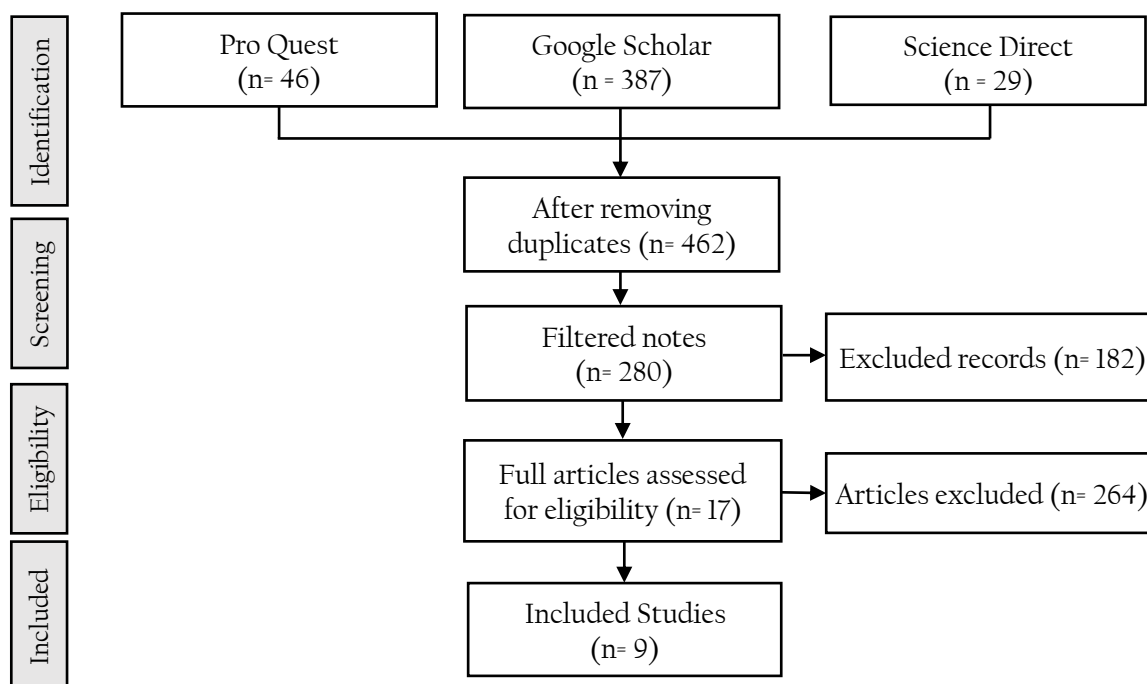 Identification
Pro Quest
(n= 46)
Google Scholar
(n = 387)
Science Direct
(n = 29)
After removing
duplicates (n= 462)
Screening
Filtered notes
(n= 280)
Excluded records (n= 182)
Eligibility
Full articles assessed
for eligibility (n= 17)
Articles excluded (n= 264)
Included
Included Studies
(n= 9)